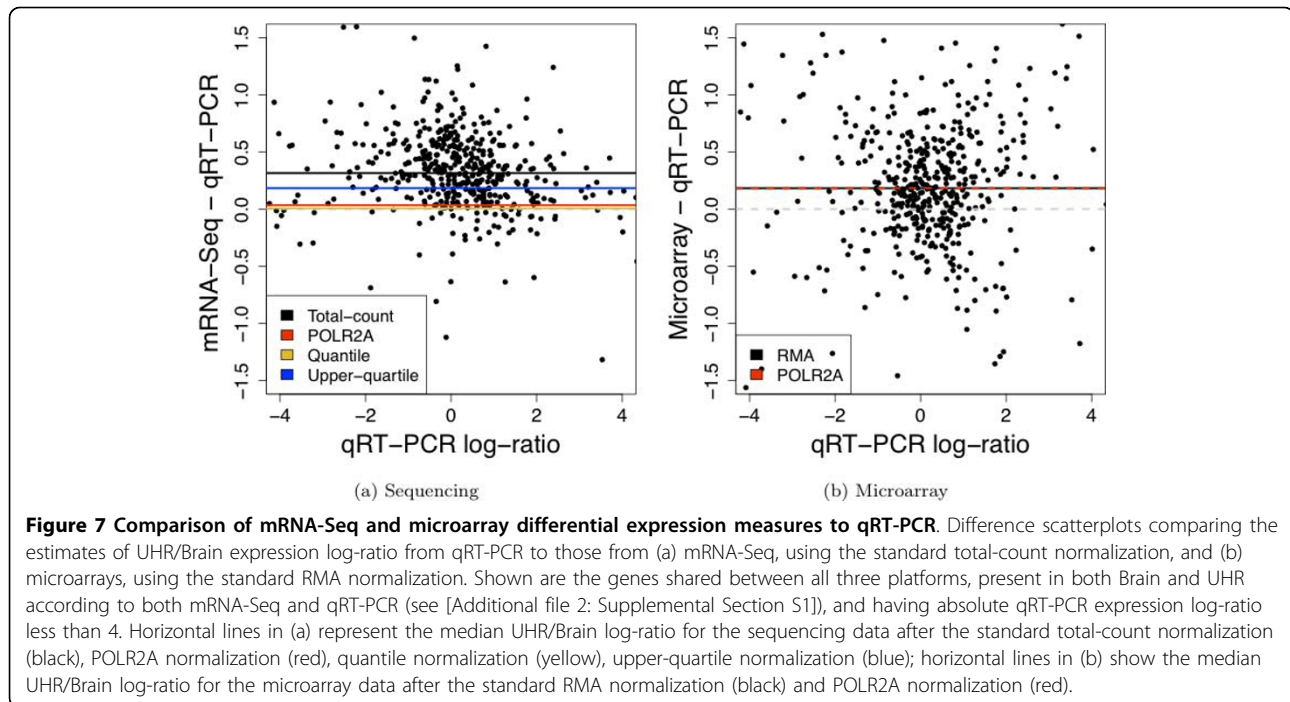 mRNA−Seq − qRT−PCR
1.5
1.0
0.5
0.0
−0.5
−1.0
−1.5
Total-count
POLR2A
Quantile
Upper-quartile
−4 −2 0 2 4
qRT−PCR log−ratio
(a) Sequencing
Microarray − qRT−PCR
1.5
1.0
0.5
0.0
−0.5
−1.0
−1.5
RMA
POLR2A
−4 −2 0 2 4
qRT−PCR log−ratio
(b) Microarray
Figure 7 Comparison of mRNA-Seq and microarray differential expression measures to qRT-PCR. Difference scatterplots comparing the
estimates of UHR/Brain expression log-ratio from qRT-PCR to those from (a) mRNA-Seq, using the standard total-count normalization, and (b)
microarrays, using the standard RMA normalization. Shown are the genes shared between all three platforms, present in both Brain and UHR
according to both mRNA-Seq and qRT-PCR (see [Additional file 2: Supplemental Section S1]), and having absolute qRT-PCR expression log-ratio
less than 4. Horizontal lines in (a) represent the median UHR/Brain log-ratio for the sequencing data after the standard total-count normalization
(black), POLR2A normalization (red), quantile normalization (yellow), upper-quartile normalization (blue); horizontal lines in (b) show the median
UHR/Brain log-ratio for the microarray data after the standard RMA normalization (black) and POLR2A normalization (red).